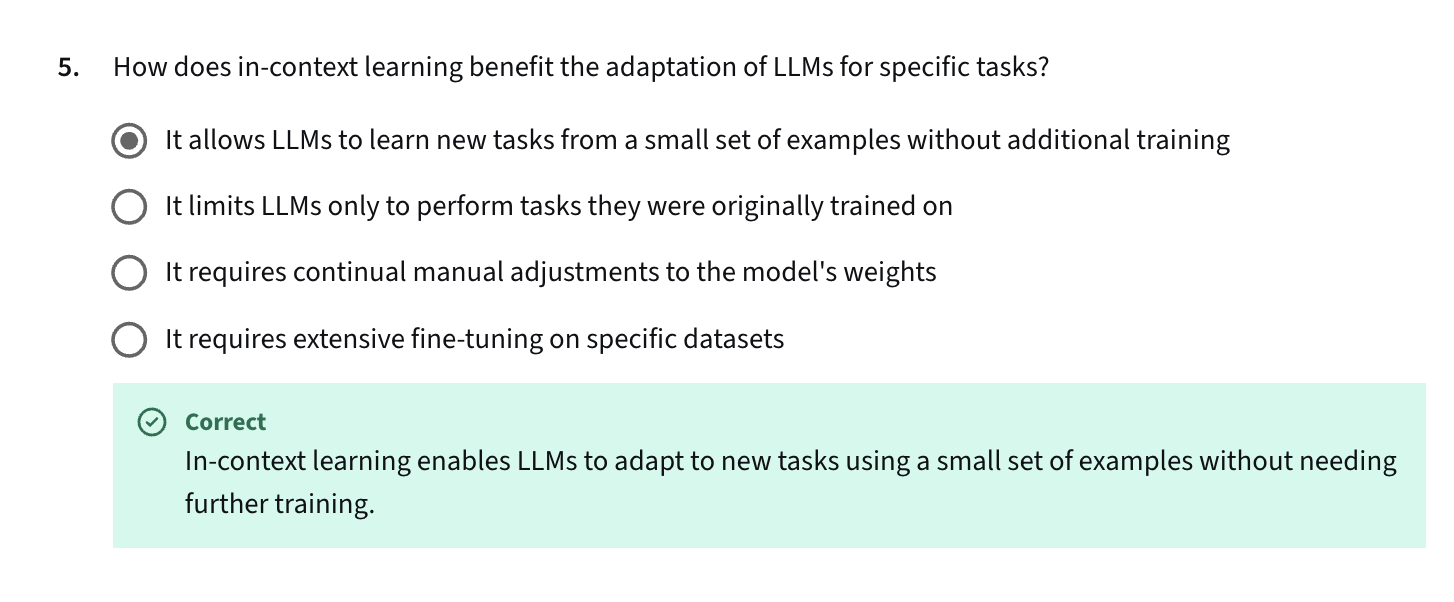 5. How does in-context learning benefit the adaptation of LLMs for specific tasks?
It allows LLMs to learn new tasks from a small set of examples without additional training
It limits LLMs only to perform tasks they were originally trained on
It requires continual manual adjustments to the model's weights
It requires extensive fine-tuning on specific datasets
Correct
In-context learning enables LLMs to adapt to new tasks using a small set of examples without needing
further training.